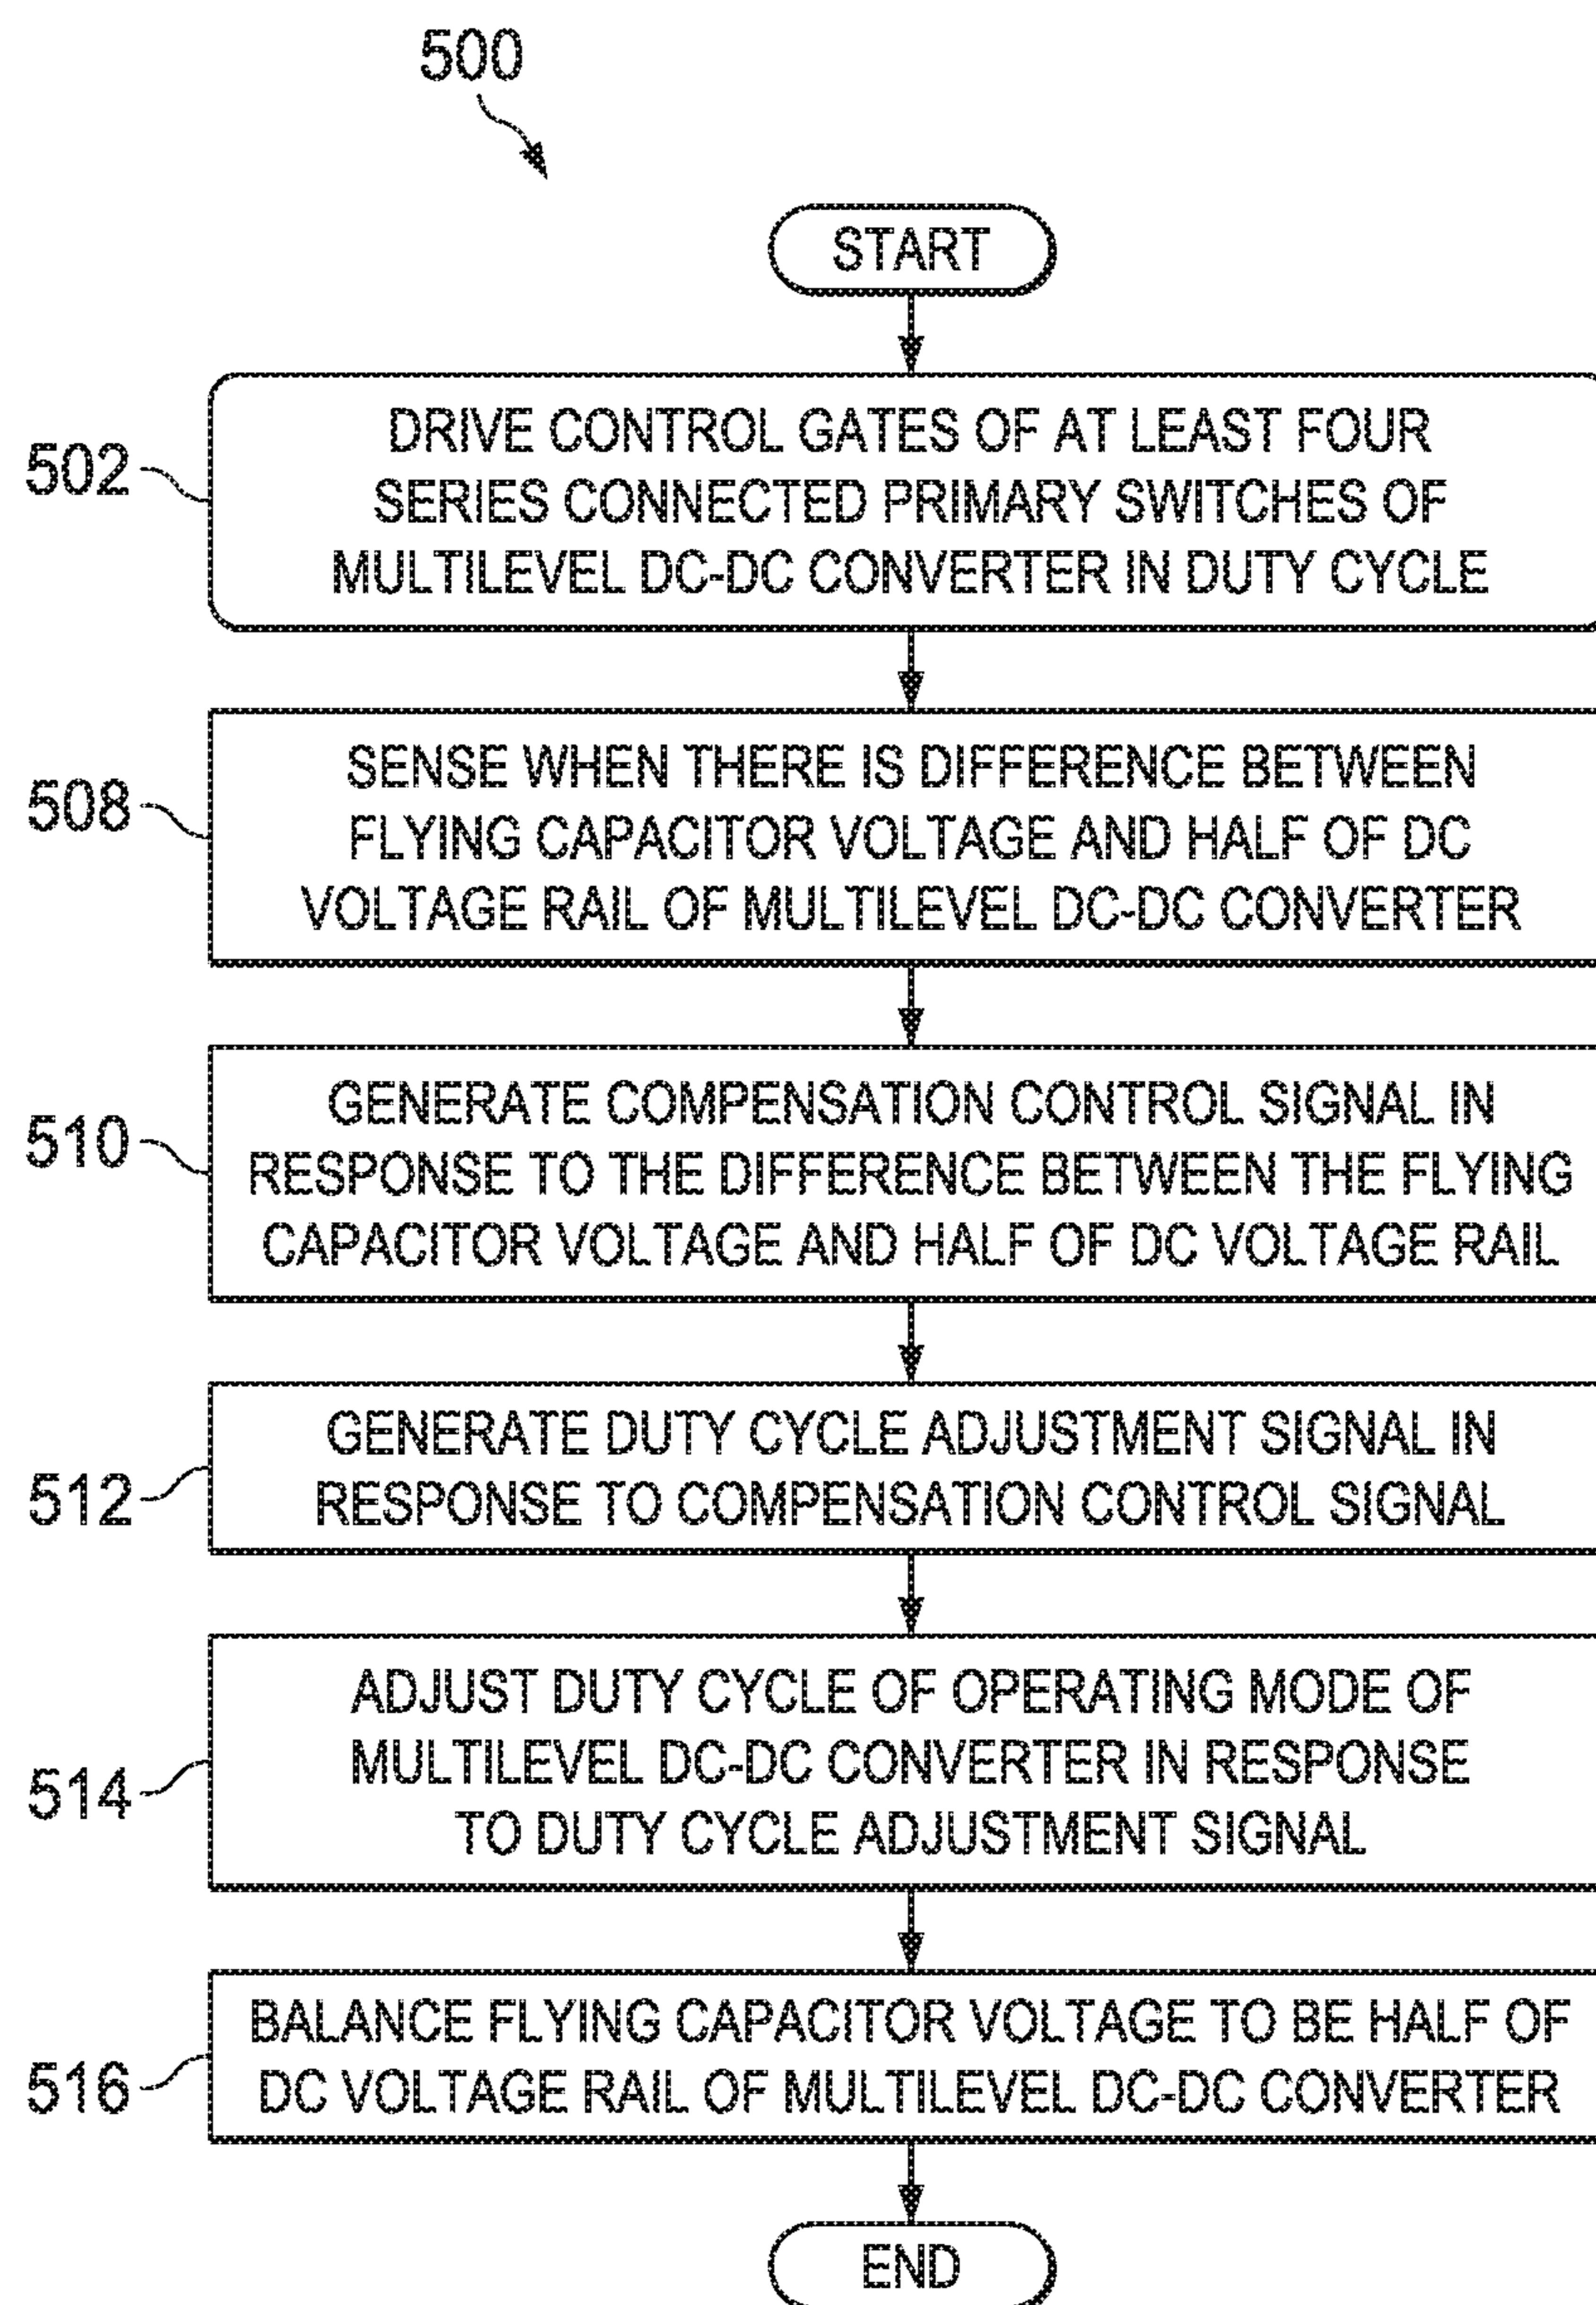 500
START
502
DRIVE CONTROL GATES OF AT LEAST FOUR
SERIES CONNECTED PRIMARY SWITCHES OF
MULTILEVEL DC-DC CONVERTER IN DUTY CYCLE
508
SENSE WHEN THERE IS DIFFERENCE BETWEEN
FLYING CAPACITOR VOLTAGE AND HALF OF DC
VOLTAGE RAIL OF MULTILEVEL DC-DC CONVERTER
510
GENERATE COMPENSATION CONTROL SIGNAL IN
RESPONSE TO THE DIFFERENCE BETWEEN THE FLYING
CAPACITOR VOLTAGE AND HALF OF DC VOLTAGE RAIL
512
GENERATE DUTY CYCLE ADJUSTMENT SIGNAL IN
RESPONSE TO COMPENSATION CONTROL SIGNAL
514
ADJUST DUTY CYCLE OF OPERATING MODE OF
MULTILEVEL DC-DC CONVERTER IN RESPONSE
TO DUTY CYCLE ADJUSTMENT SIGNAL
516
BALANCE FLYING CAPACITOR VOLTAGE TO BE HALF OF
DC VOLTAGE RAIL OF MULTILEVEL DC-DC CONVERTER
END